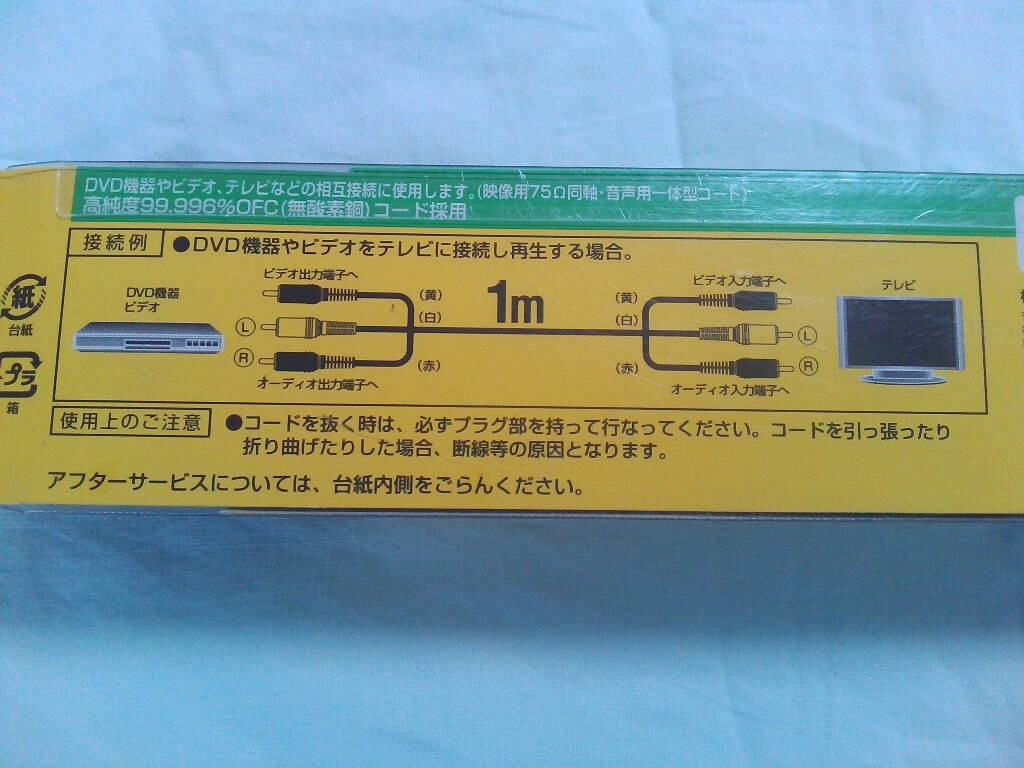 DVD機器やビデオ、テレビなどの相互接続に使用します。(映像用75Ω同軸・音声用一体型コード)
高純度99.996%OFC(無酸素銅)コード採用
接続例 ●DVD機器やビデオをテレビに接続し再生する場合。
紙
台紙
プラ
箱
DVD機器
ビデオ
ビデオ出力端子へ
(黄)
(白)
(赤)
L
R
オーディオ出力端子へ
1m
ビデオ入力端子へ
(黄)
(白)
(赤)
L
R
オーディオ入力端子へ
テレビ
使用上のご注意 ●コードを抜く時は、必ずプラグ部を持って行なってください。コードを引っ張ったり
折り曲げたりした場合、断線等の原因となります。
アフターサービスについては、台紙内側をごらんください。